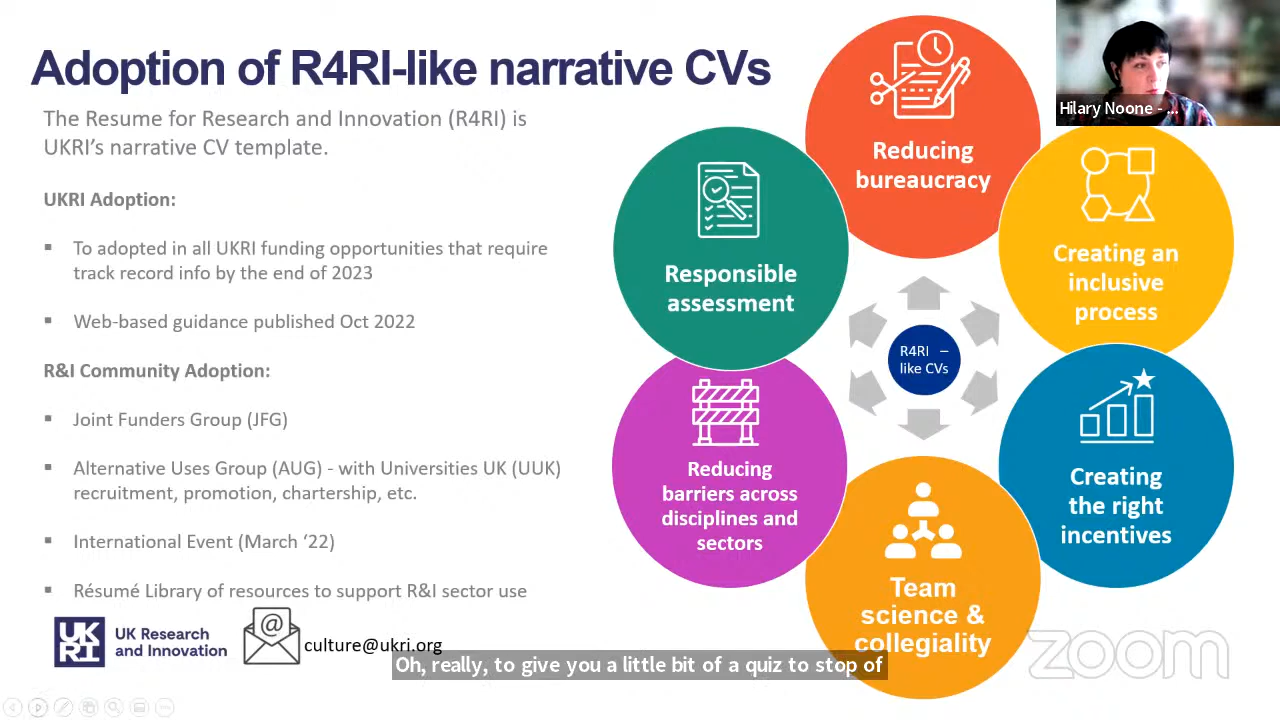 Adoption of R4RI-like narrative CVs
The Resume for Research and Innovation (R4RI) is
UKRI’s narrative CV template.
UKRI Adoption:
▪ To adopted in all UKRI funding opportunities that require
track record info by the end of 2023
▪ Web-based guidance published Oct 2022
R&I Community Adoption:
▪ Joint Funders Group (JFG)
▪ Alternative Uses Group (AUG) - with Universities UK (UUK)
recruitment, promotion, chartership, etc.
▪ International Event (March ‘22)
▪ Résumé Library of resources to support R&I sector use
UK
RI
UK Research
and Innovation
@
culture@ukri.org
Reducing
bureaucracy
Creating an
inclusive
process
Creating
the right
incentives
Team
science &
collegiality
Reducing
barriers across
disciplines and
sectors
Responsible
assessment
R4RI –
like CVs
Hilary Noone - ...
Oh, really, to give you a little bit of a quiz to stop of
zoom